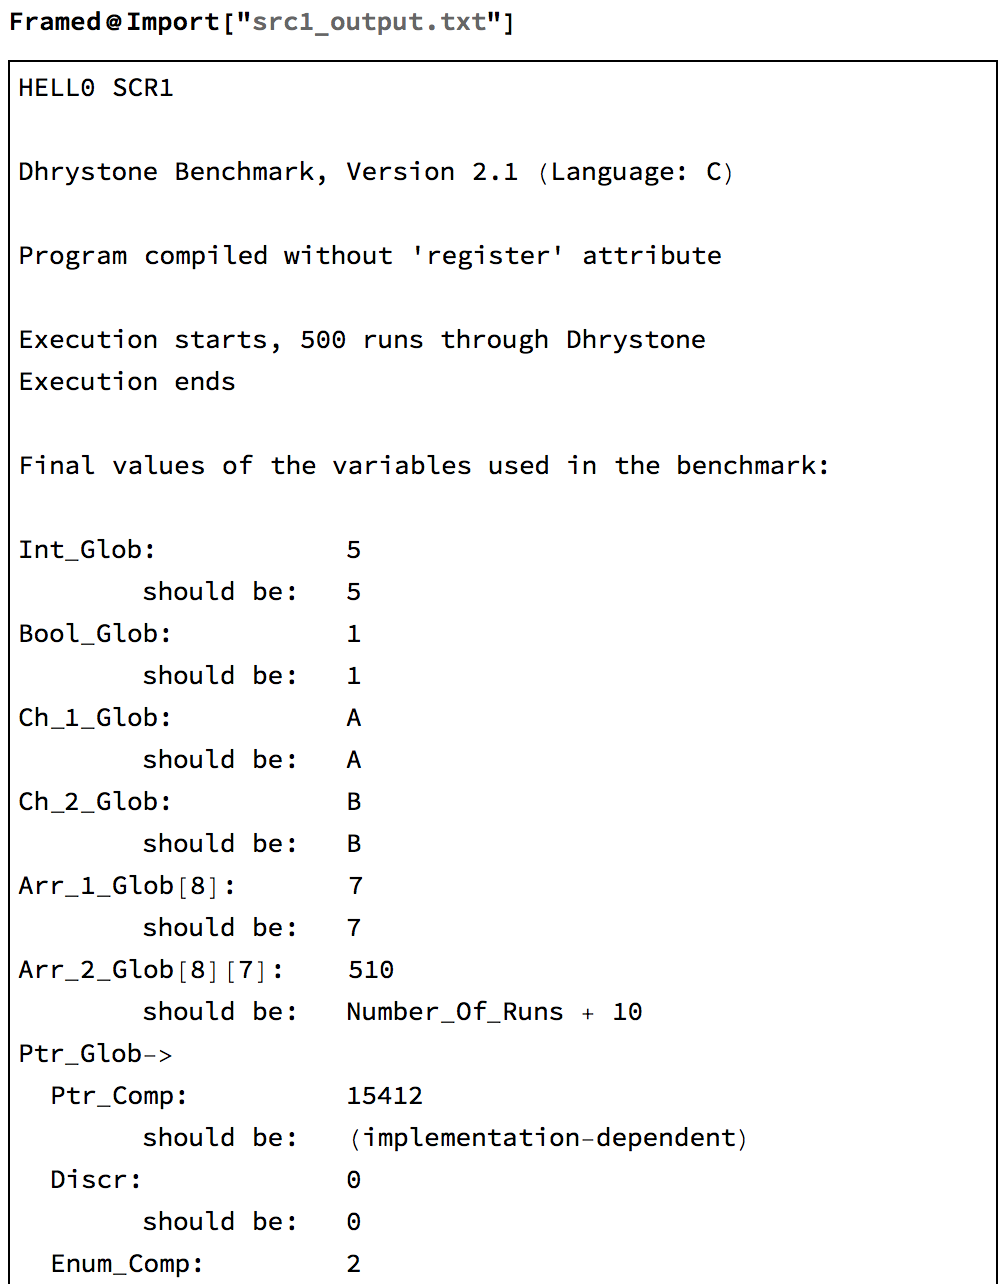 Framed@Import["src1_output.txt"]
HELL0 SCR1
Dhrystone Benchmark, Version 2.1 (Language: C)
Program compiled without 'register' attribute
Execution starts, 500 runs through Dhrystone
Execution ends
Final values of the variables used in the benchmark:
Int_Glob: 5
should be: 5
Bool_Glob: 1
should be: 1
Ch_1_Glob: A
should be: A
Ch_2_Glob: B
should be: B
Arr_1_Glob[8]: 7
should be: 7
Arr_2_Glob[8][7]: 510
should be: Number_Of_Runs + 10
Ptr_Glob->
Ptr_Comp: 15412
should be: (implementation-dependent)
Discr: 0
should be: 0
Enum_Comp: 2